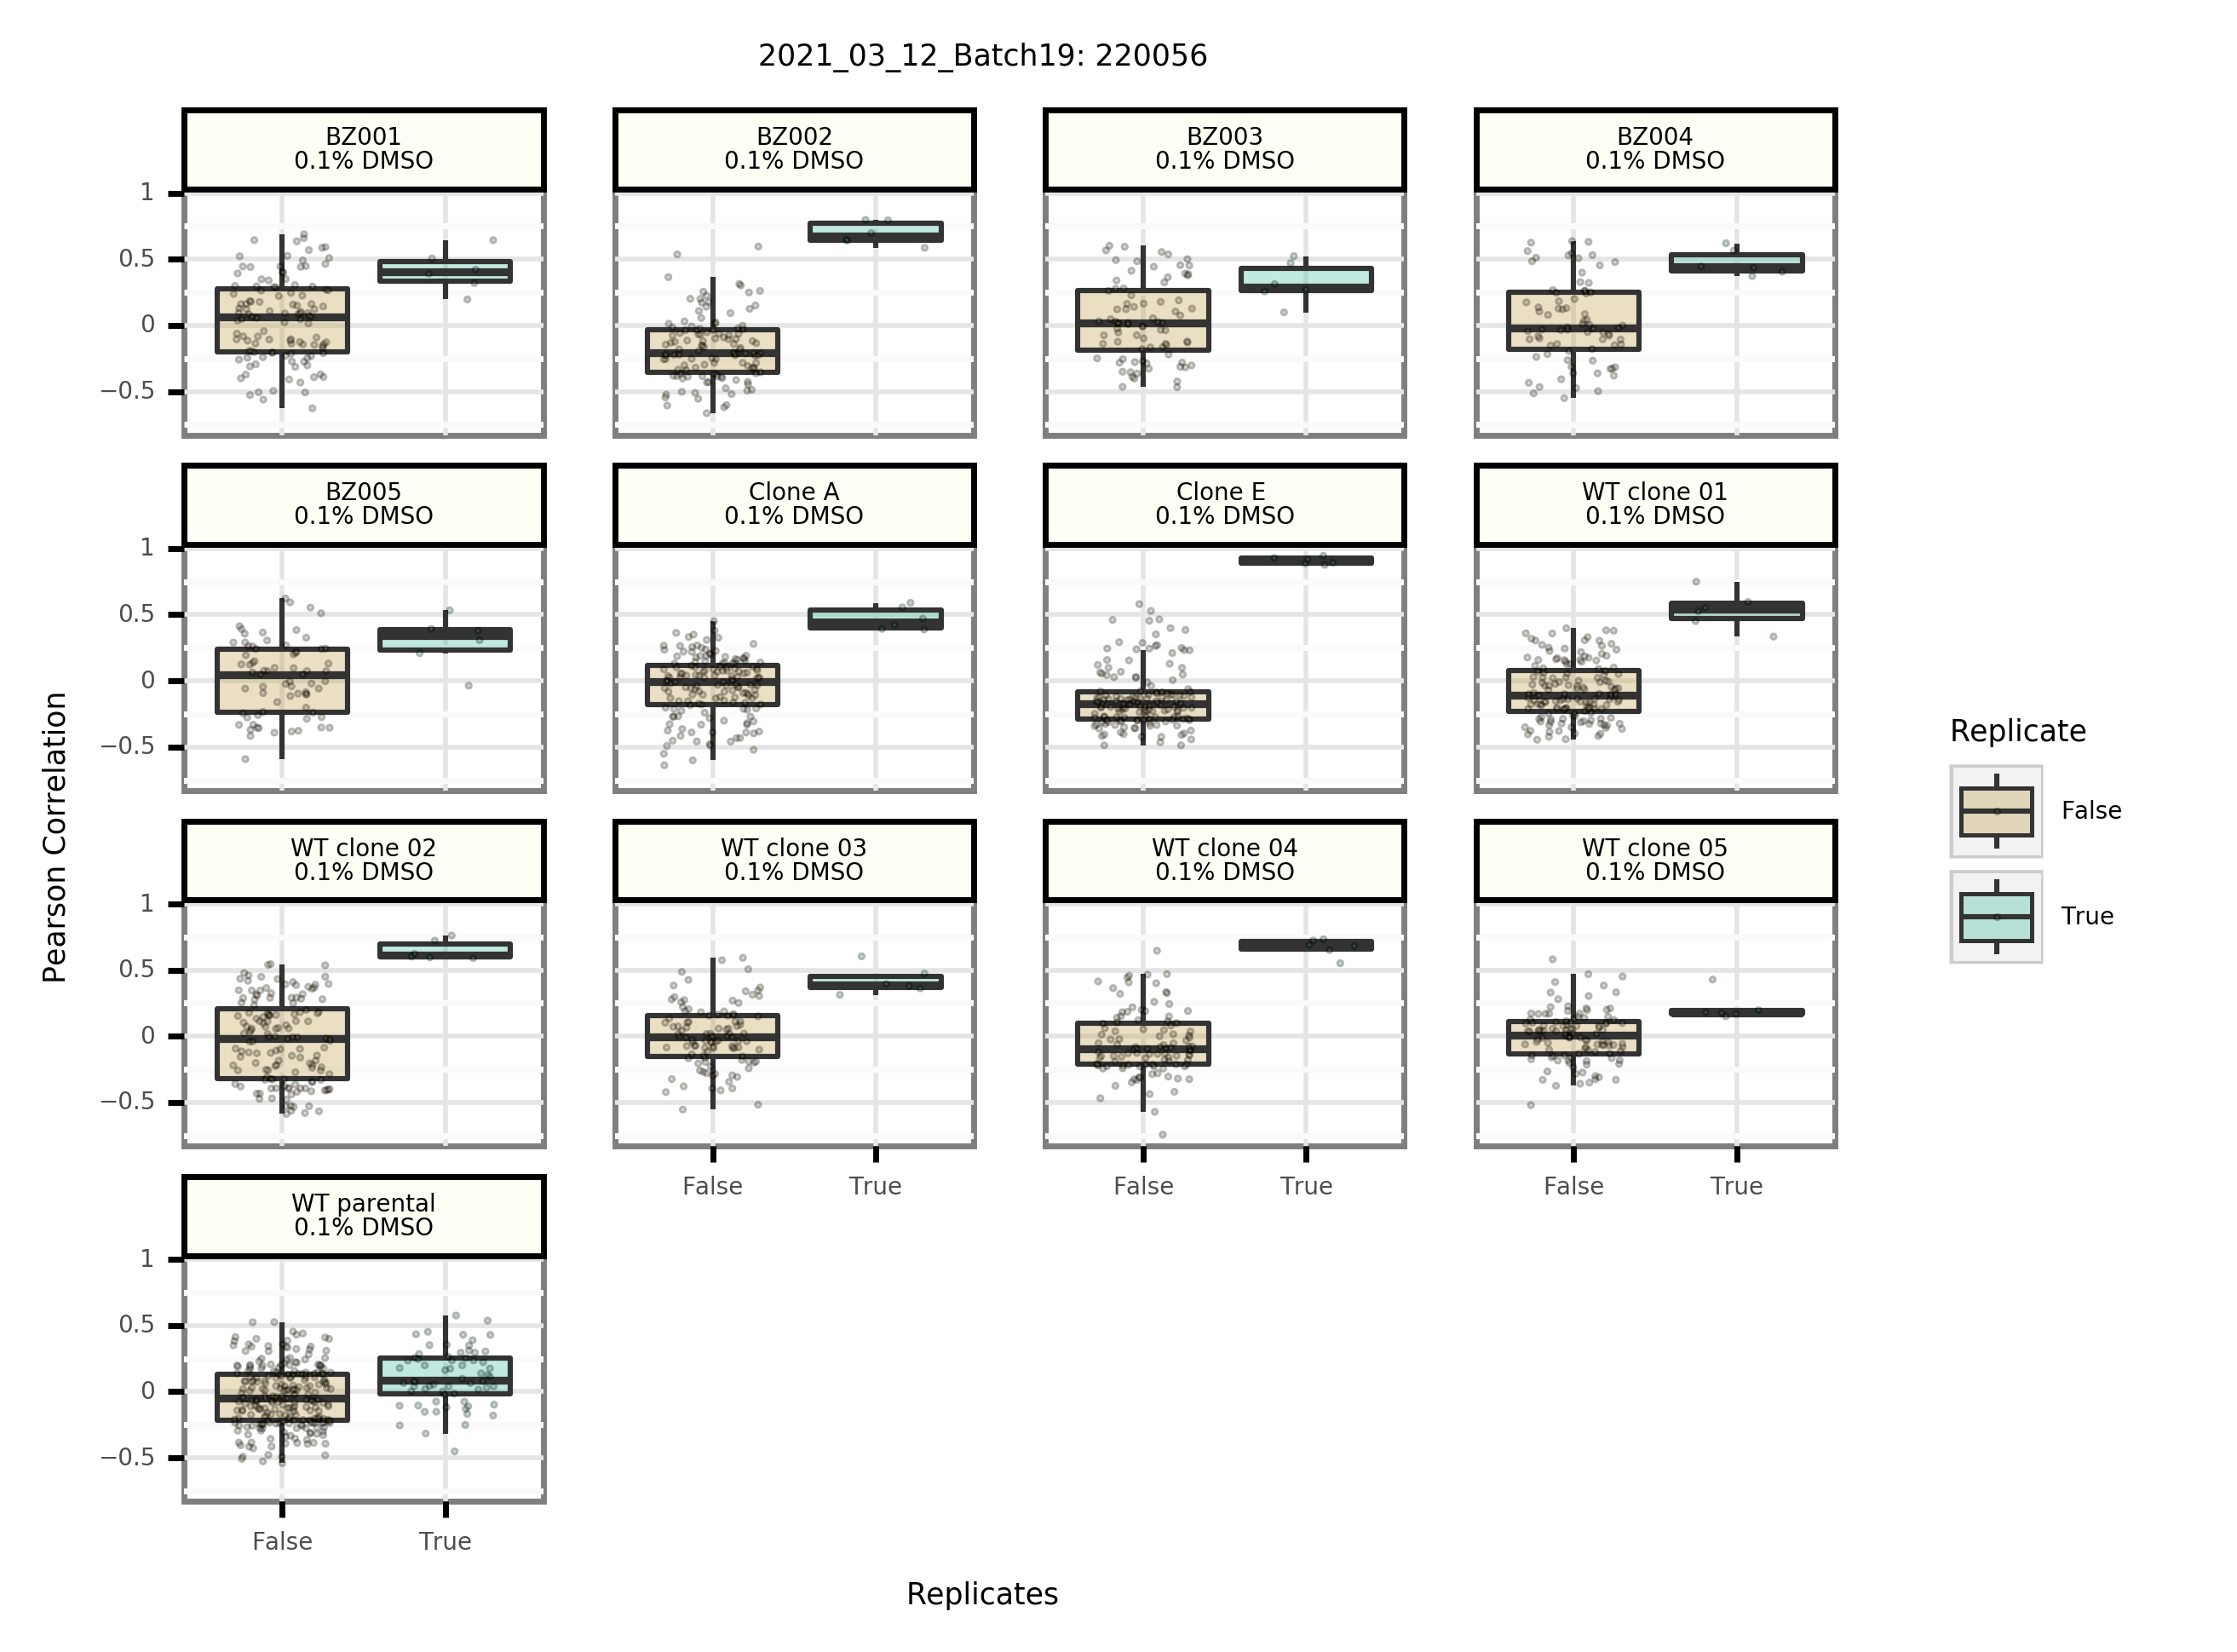 2021_03_12_Batch19: 220056
BZ001
0.1% DMSO
BZ002
0.1% DMSO
BZ003
0.1% DMSO
BZ004
0.1% DMSO
1
0.5
0
−0.5
BZ005
0.1% DMSO
Clone A
0.1% DMSO
Clone E
0.1% DMSO
WT clone 01
0.1% DMSO
1
0.5
0
−0.5
WT clone 02
0.1% DMSO
WT clone 03
0.1% DMSO
WT clone 04
0.1% DMSO
WT clone 05
0.1% DMSO
1
0.5
0
−0.5
False
True
False
True
False
True
WT parental
0.1% DMSO
1
0.5
0
−0.5
False
True
Pearson Correlation
Replicates
Replicate
False
True